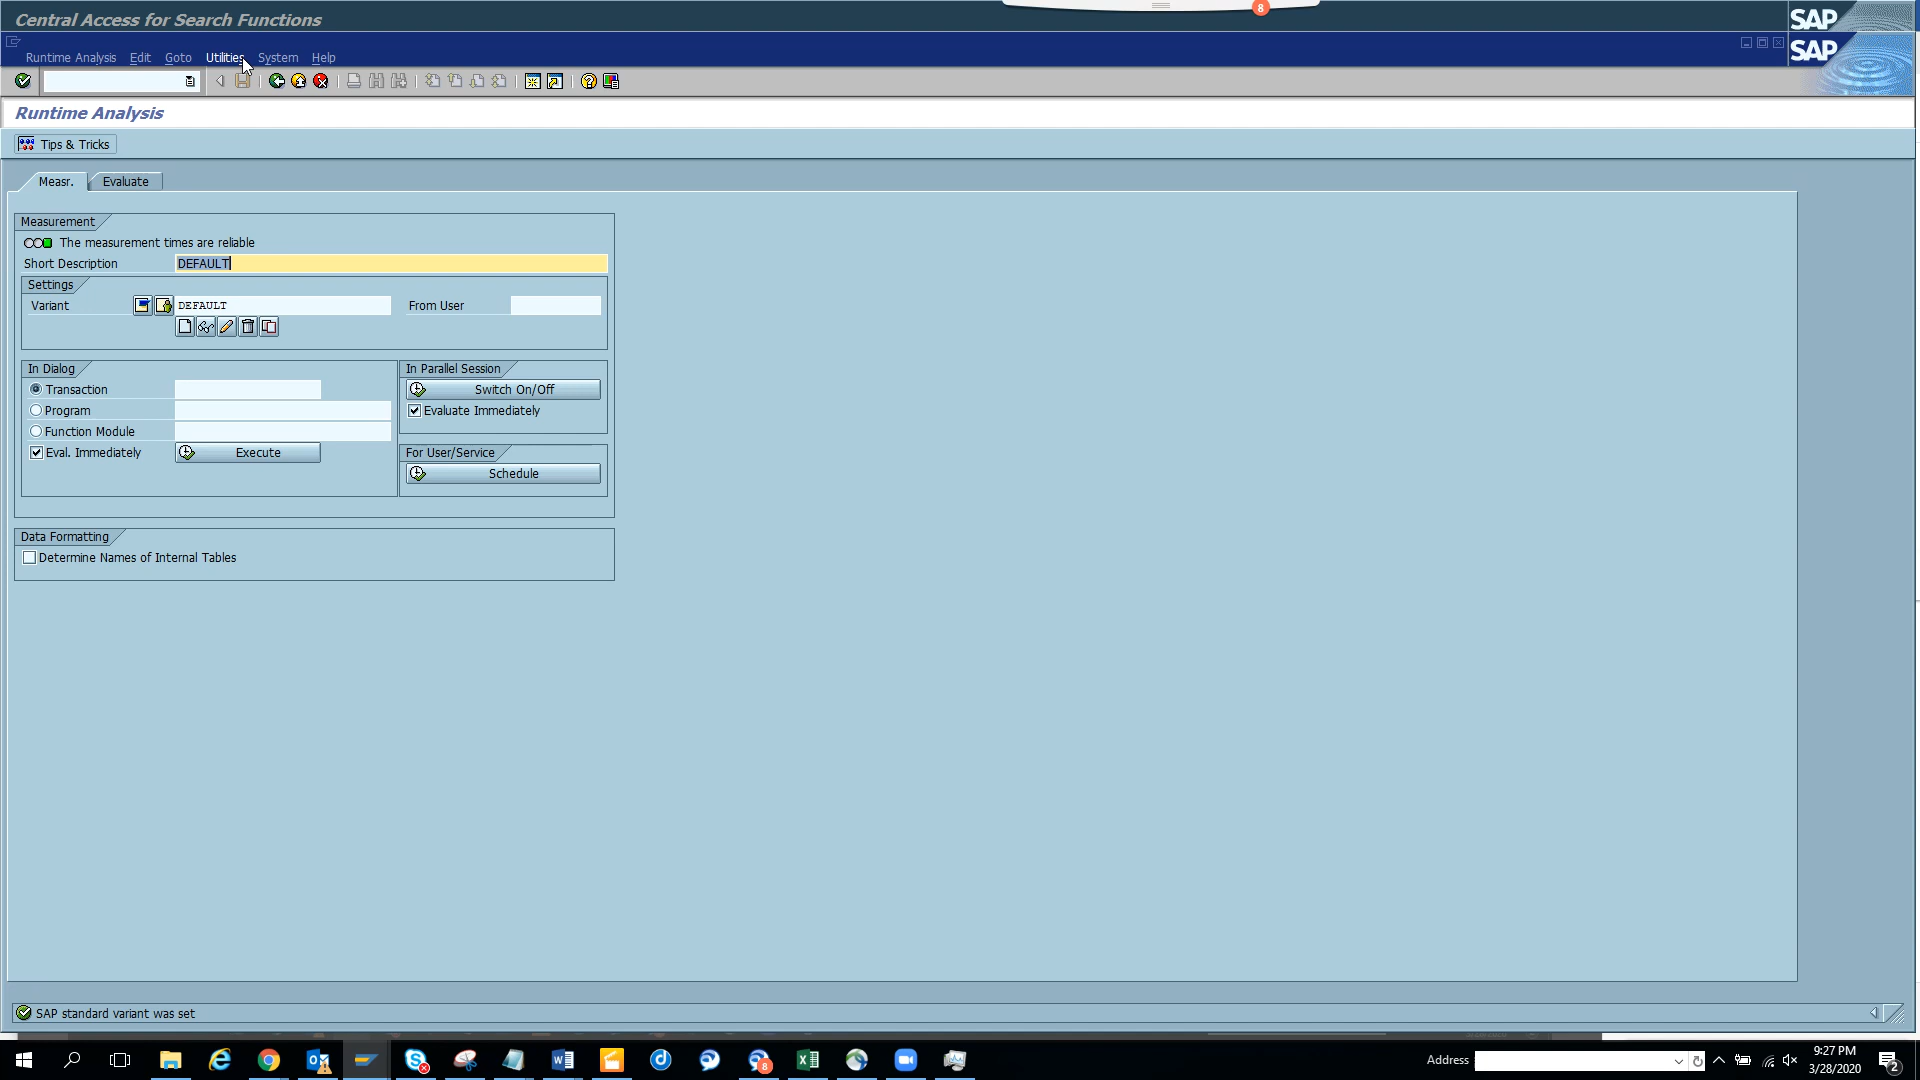 Central Access for Search Functions
8
SAP
SAP
Runtime Analysis Edit Goto Utilities System Help
Runtime Analysis
Tips & Tricks
Measr. Evaluate
Measurement
The measurement times are reliable
Short Description DEFAULT
Settings
Variant DEFAULT From User
In Dialog In Parallel Session
Transaction Switch On/Off
Program Evaluate Immediately
Function Module
Eval. Immediately Execute For User/Service
Schedule
Data Formatting
Determine Names of Internal Tables
SAP standard variant was set
8
Address
9:27 PM
3/28/2020
2